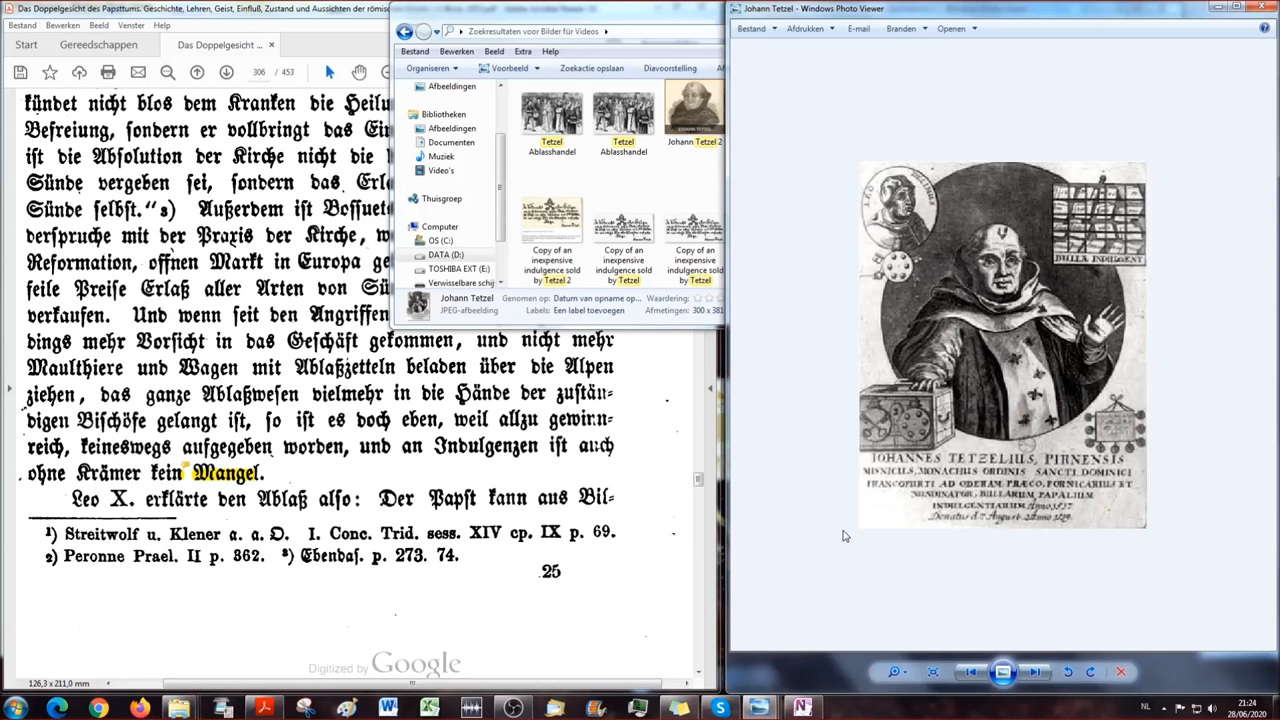 Das Doppelgesicht des Papsttums. Geschichte, Lehren, Geist, Einfluß, Zustand und Aussichten der römischen
Bestand Bewerken Beeld Venster Help
Start Gereedschappen Das Doppelgesicht ... ×
306 / 453
kündet nicht blos dem Kranken die Heilu
Befreiung, sondern er vollbringt das Ein
ist die Absolution der Kirche nicht die
Sünde vergeben sei, sondern das Erl
Sünde selbst."3) Außerdem ist Bossuet
derspruche mit der Praxis der Kirche, w
Reformation, offnen Markt in Europa ge
feile Preise Erlaß aller Arten von Sü
verkaufen. Und wenn seit den Angriffen
dings mehr Vorsicht in das Geschäft gekommen, und nicht mehr
Maulthiere und Wagen mit Ablaßzetteln beladen über die Alpen
ziehen, das ganze Ablaßwesen vielmehr in die Hände der zustän-
digen Bischöfe gelangt ist, so ist es doch eben, weil allzu gewinn-
reich, keineswegs aufgegeben worden, und an Indulgenzen ist auch
ohne Krämer kein Mangel.
Leo X. erklärte den Ablaß also: Der Papst kann aus Bil-
1) Streitwolf u. Klener a. a. O. I. Conc. Trid. sess. XIV cp. IX p. 69.
2) Peronne Prael. II p. 362. 3) Ebendas. p. 273. 74.
25
Digitized by Google
126,3 x 211,0 mm
Zoekresultaten voor Bilder für Videos
Bestand Bewerken Beeld Extra Help
Organiseren Voorbeeld Zoekactie opslaan Diavoorstelling
Afbeeldingen
Bibliotheken
Afbeeldingen
Documenten
Muziek
Video's
Thuisgroep
Computer
OS (C:)
DATA (D:)
TOSHIBA EXT (E:)
Verwisselbare schij
JOHANN TETZEL
Tetzel
Ablasshandel
Tetzel
Ablasshandel
Johann Tetzel 2
Copy of an
inexpensive
indulgence sold
by Tetzel 2
Copy of an
inexpensive
indulgence sold
by Tetzel
Copy of an
inexpensive
indulgence sold
by Tetzel
Johann Tetzel Genomen op: Datum van opname op... Waardering:
JPEG-afbeelding Labels: Een label toevoegen Afmetingen: 300 x 381
Johann Tetzel - Windows Photo Viewer
Bestand Afdrukken E-mail Branden Openen
BULLA INDULGENT
IOHANNES TETZELIUS, PIRNENSIS
MISNICUS, MONACHUS ORDINIS SANCTI DOMINICI
FRANCOFURTI AD ODERAM PRÆCO, FORNICARIUS ET
NUNDINATOR, BULLARUM PAPALIUM
INDULGENTIARUM Anno, 1517
Denatus d. 7. August. Anno 1519.
NL
21:24
28/06/2020